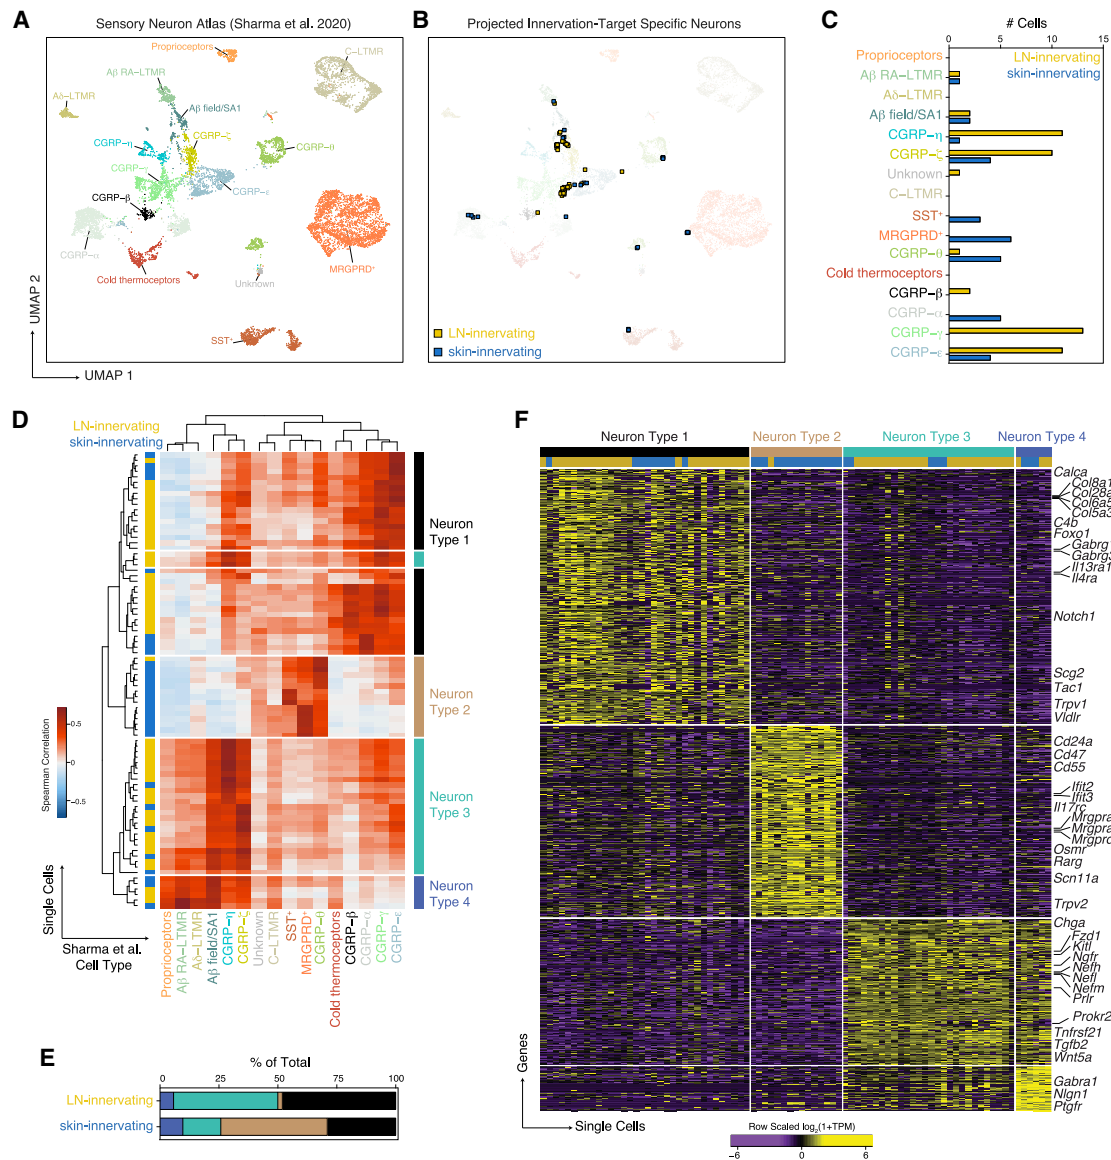 A
Sensory Neuron Atlas (Sharma et al. 2020)
Proprioceptors
C-LTMR
Aβ RA-LTMR
Aδ-LTMR
Aβ field/SA1
CGRP-ζ
CGRP-η
CGRP-θ
CGRP-γ
CGRP-ε
CGRP-β
CGRP-α
MRGPRD⁺
Cold thermoceptors
Unknown
SST⁺
UMAP 2
UMAP 1
B
Projected Innervation-Target Specific Neurons
LN-innervating
skin-innervating
C
# Cells
0 5 10 15
LN-innervating
skin-innervating
Proprioceptors
Aβ RA-LTMR
Aδ-LTMR
Aβ field/SA1
CGRP-η
CGRP-ζ
Unknown
C-LTMR
SST⁺
MRGPRD⁺
CGRP-θ
Cold thermoceptors
CGRP-β
CGRP-α
CGRP-γ
CGRP-ε
D
LN-innervating
skin-innervating
Neuron
Type 1
Neuron
Type 2
Neuron
Type 3
Neuron
Type 4
Spearman Correlation
0.5
0
-0.5
Single Cells
Sharma et al.
Cell Type
Proprioceptors
Aβ RA-LTMR
Aδ-LTMR
Aβ field/SA1
CGRP-η
CGRP-ζ
Unknown
C-LTMR
SST⁺
MRGPRD⁺
CGRP-θ
Cold thermoceptors
CGRP-β
CGRP-α
CGRP-γ
CGRP-ε
E
% of Total
0 25 50 75 100
LN-innervating
skin-innervating
F
Neuron Type 1
Neuron Type 2
Neuron Type 3
Neuron Type 4
Calca
Col8a1
Col28a
Col6a5
Col5a3
C4b
Foxo1
Gabrg
Gabrg3
Il13ra1
Il4ra
Notch1
Scg2
Tac1
Trpv1
Vldlr
Cd24a
Cd47
Cd55
Ifit2
Ifit3
Il17rc
Mrgpra
Mrgpra
Mrgprd
Osmr
Rarg
Scn11a
Trpv2
Chga
Fzd1
Kitl
Ngfr
Nefh
Nefl
Nefm
Prlr
Prokr2
Tnfrsf21
Tgfb2
Wnt5a
Gabra1
Nlgn1
Ptgfr
Genes
Single Cells
Row Scaled log₂(1+TPM)
-6 0 6